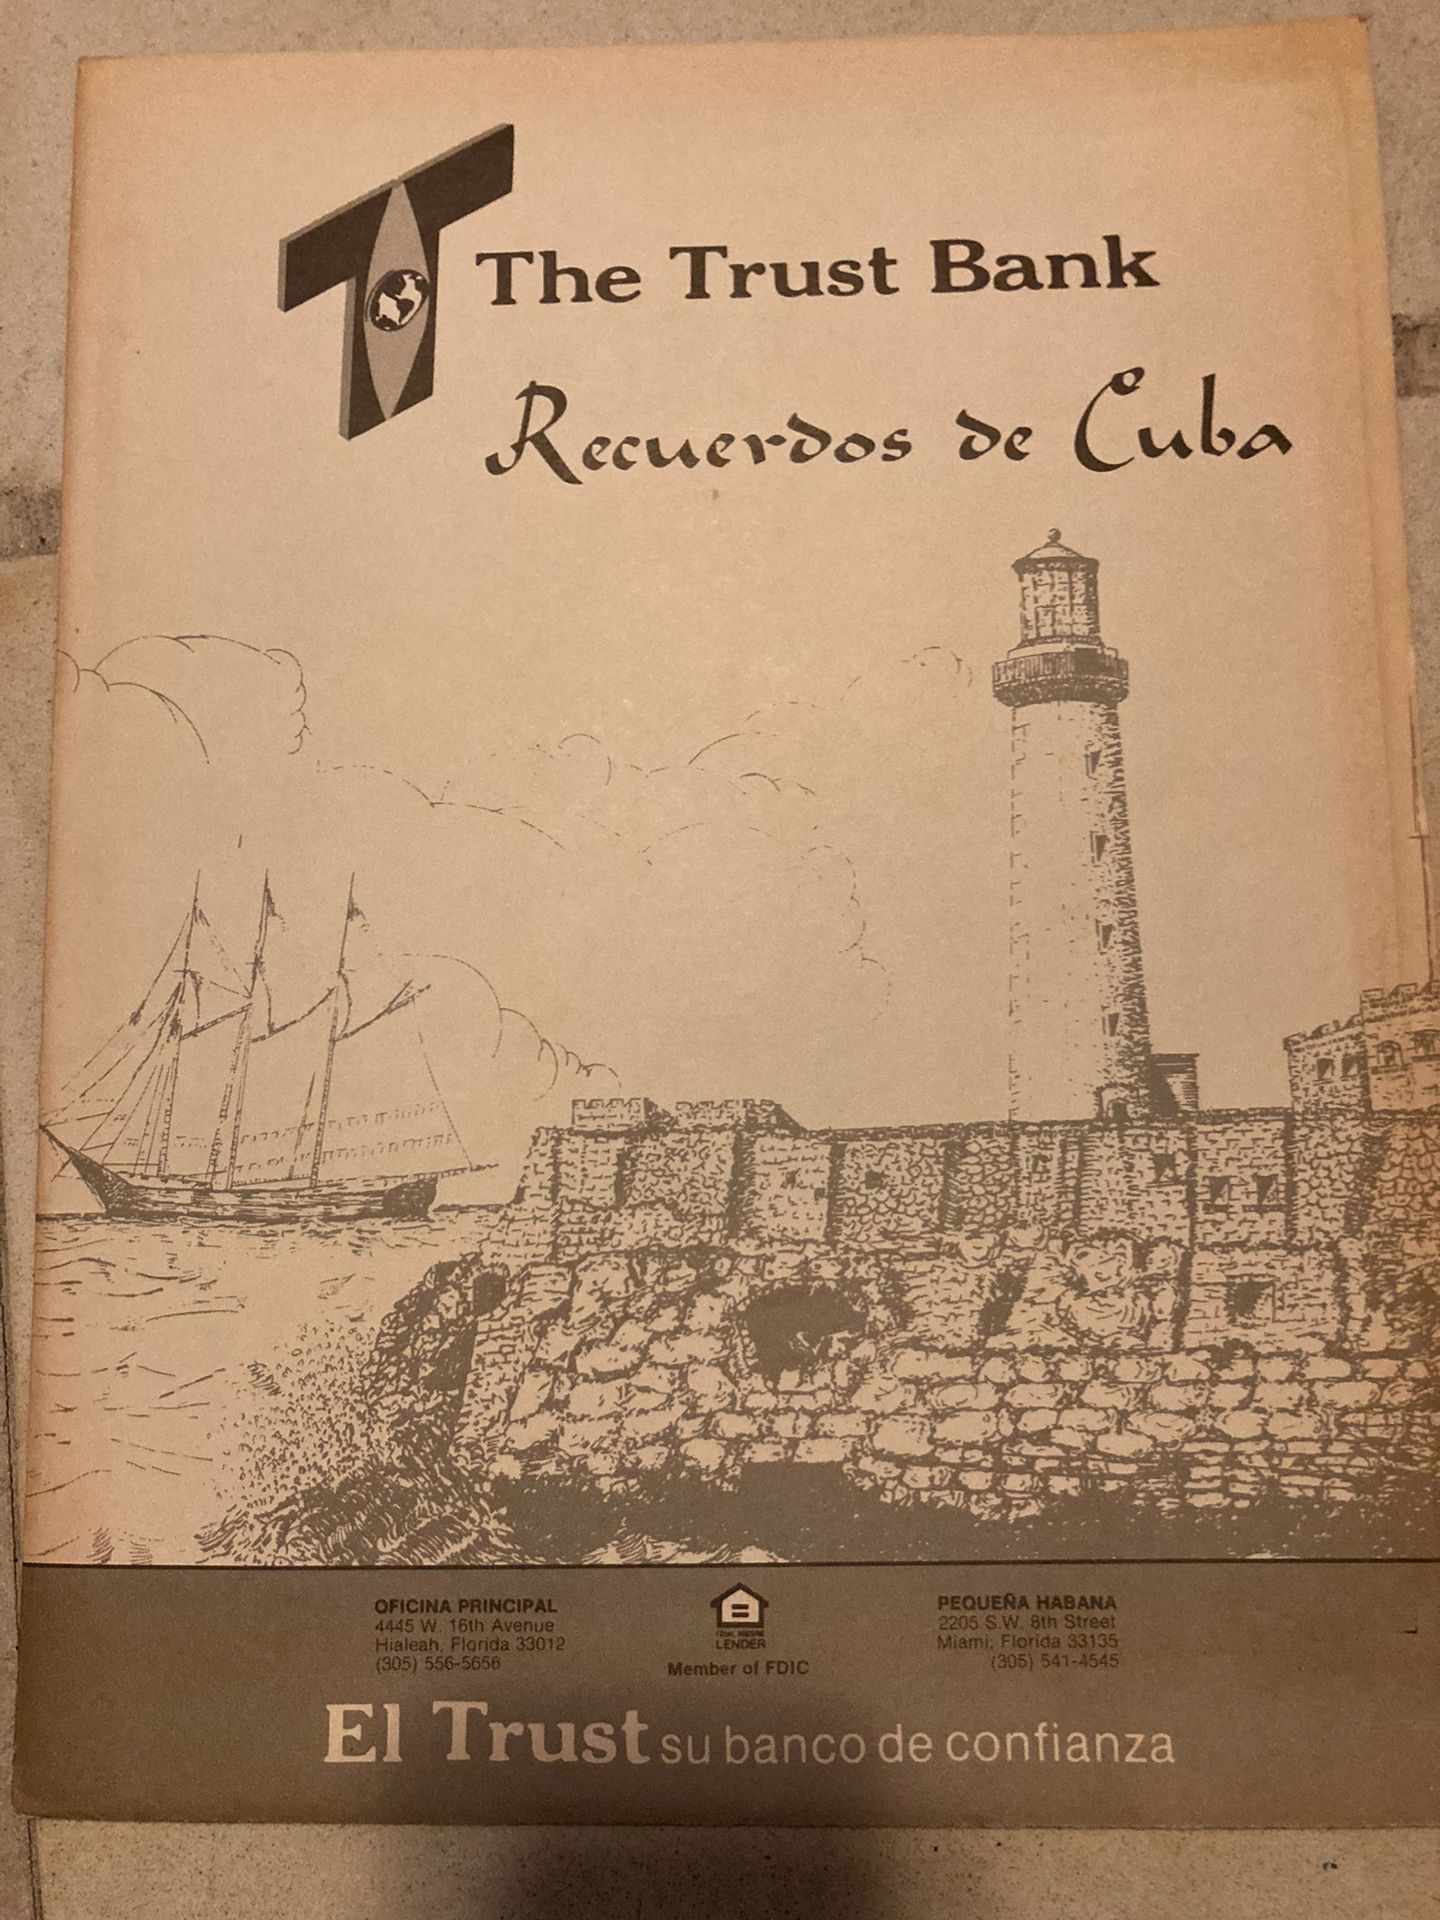 The Trust Bank
Recuerdos de Cuba
OFICINA PRINCIPAL
4445 W. 16th Avenue
Hialeah, Florida 33012
(305) 556-5656
EQUAL HOUSING
LENDER
Member of FDIC
PEQUEÑA HABANA
2205 S.W. 8th Street
Miami, Florida 33135
(305) 541-4545
El Trust su banco de confianza